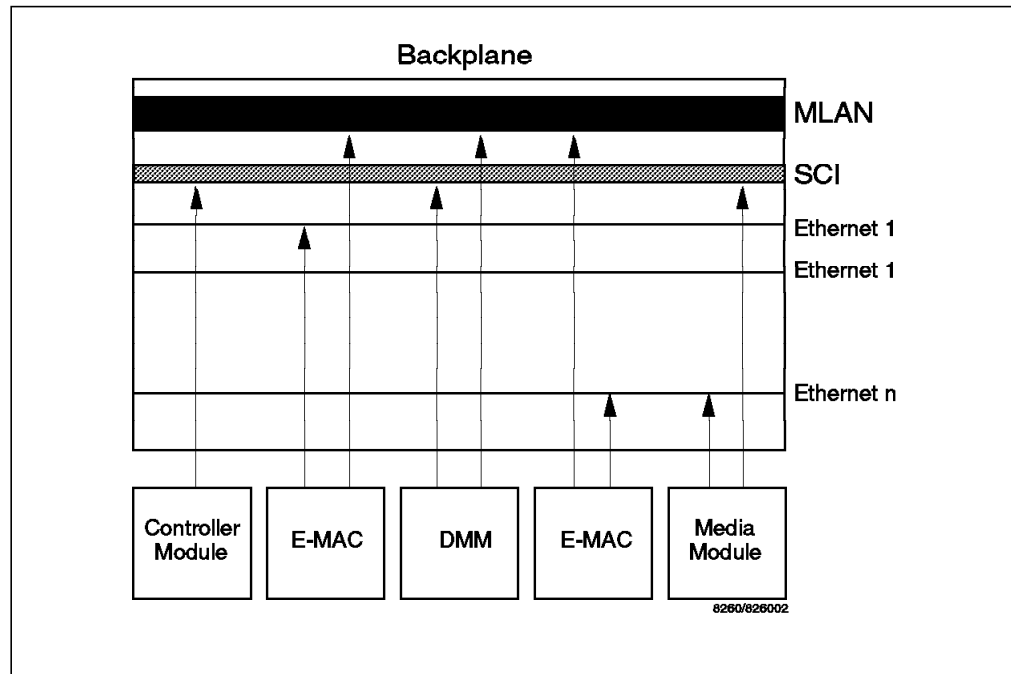 Backplane
MLAN
SCI
Ethernet 1
Ethernet 1
Ethernet n
Controller
Module
E-MAC
DMM
E-MAC
Media
Module
8260/826002